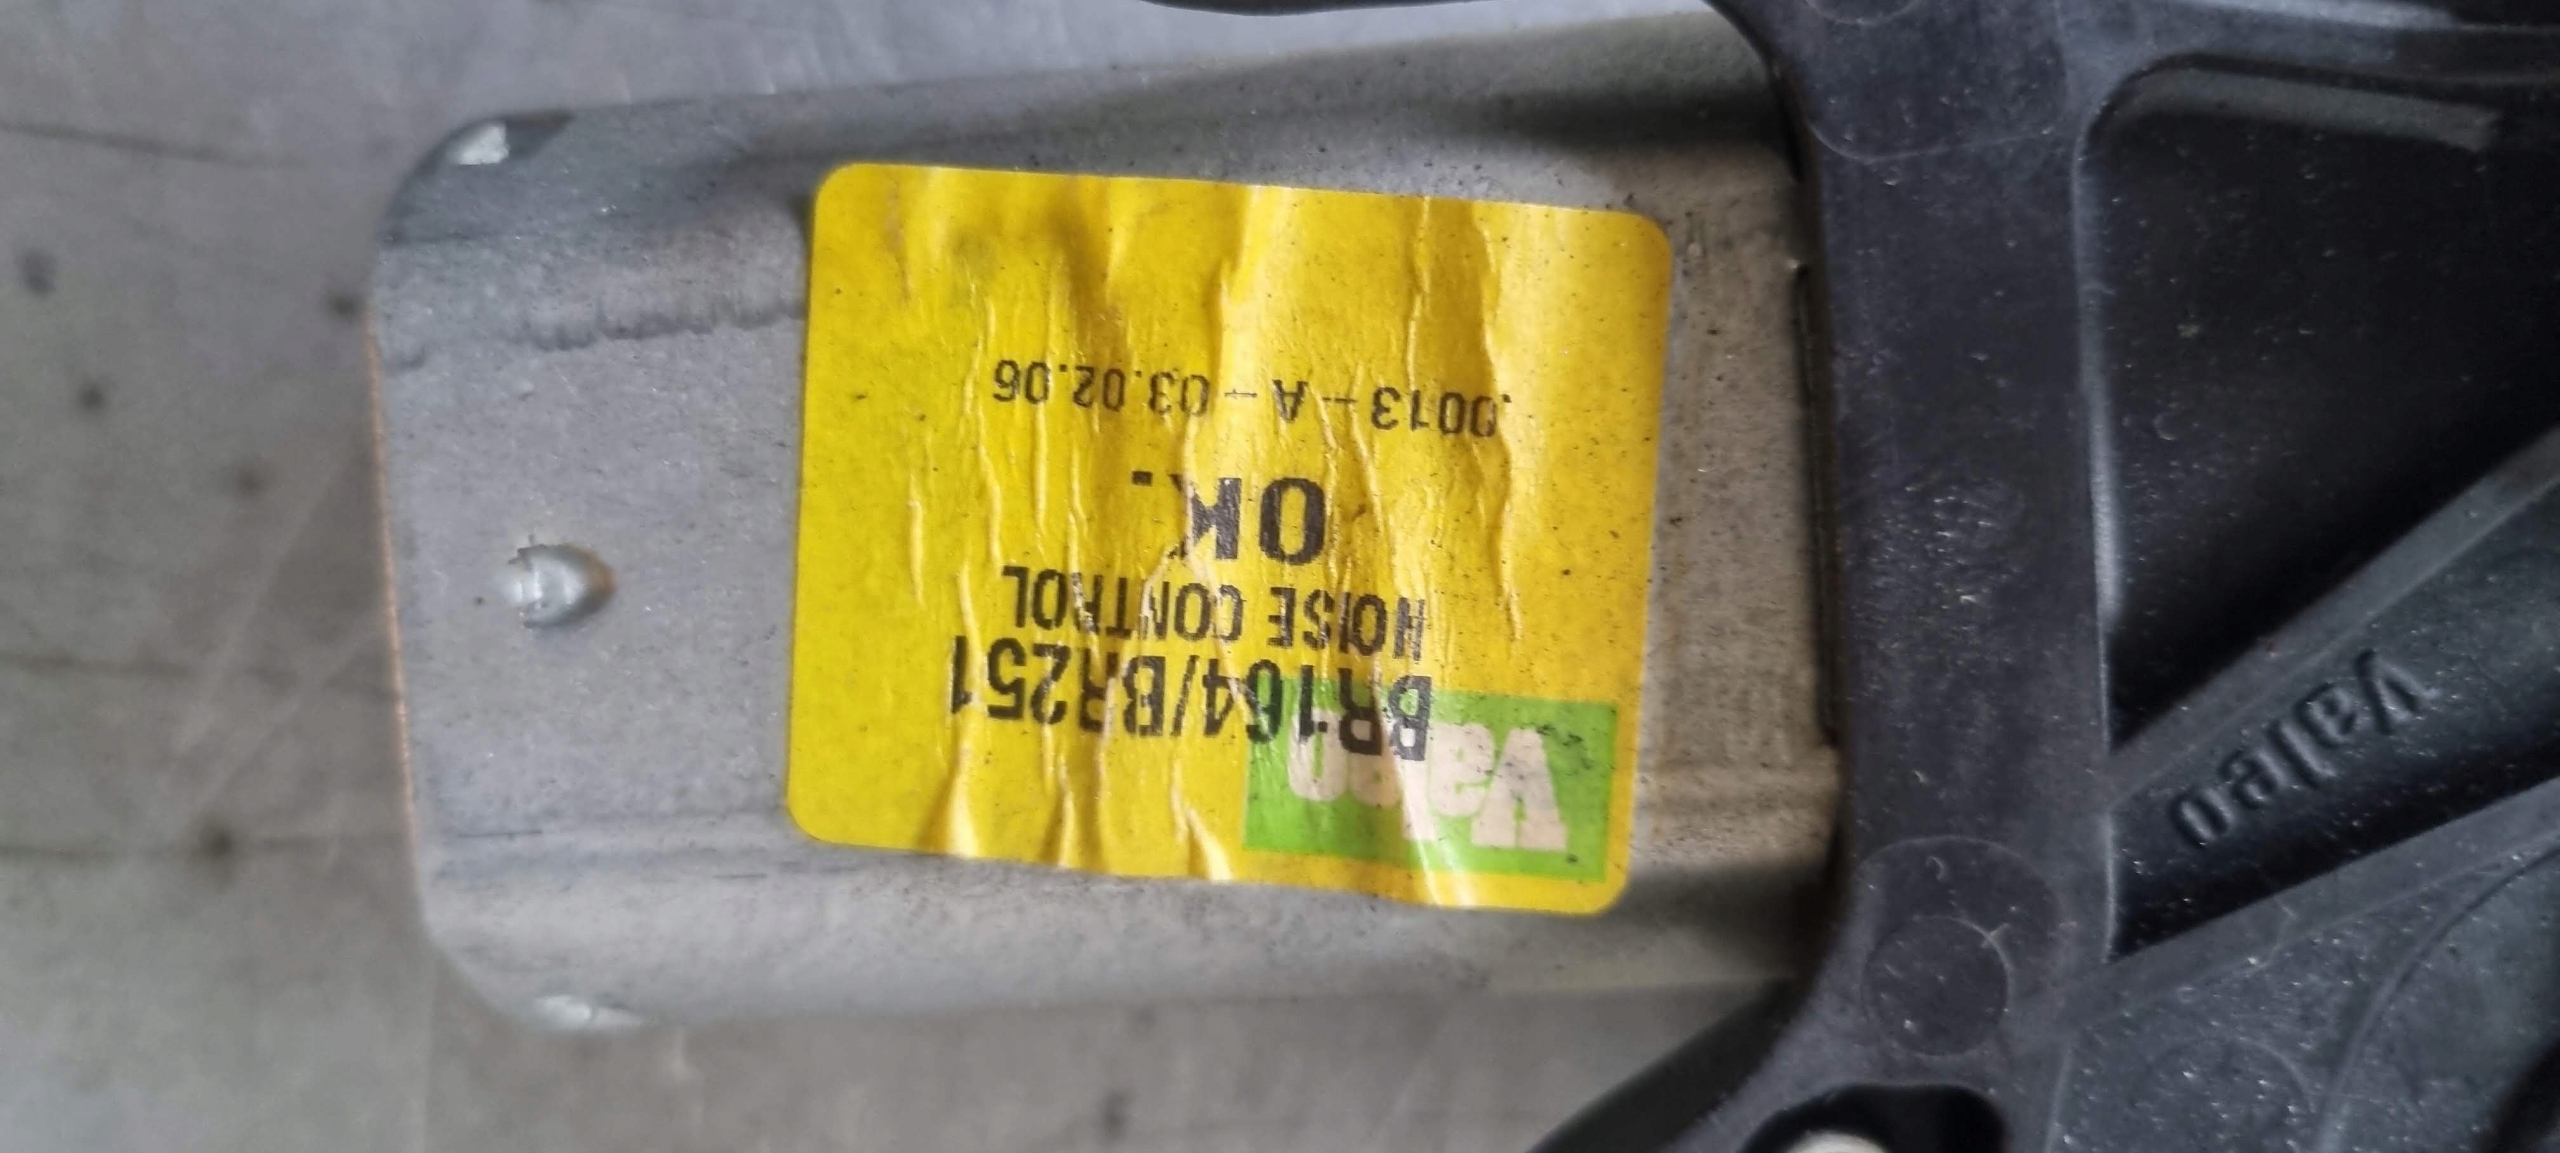 Valeo
BR164/BR251
NOISE CONTROL
OK.
.0013-A-03.02.06
Valeo